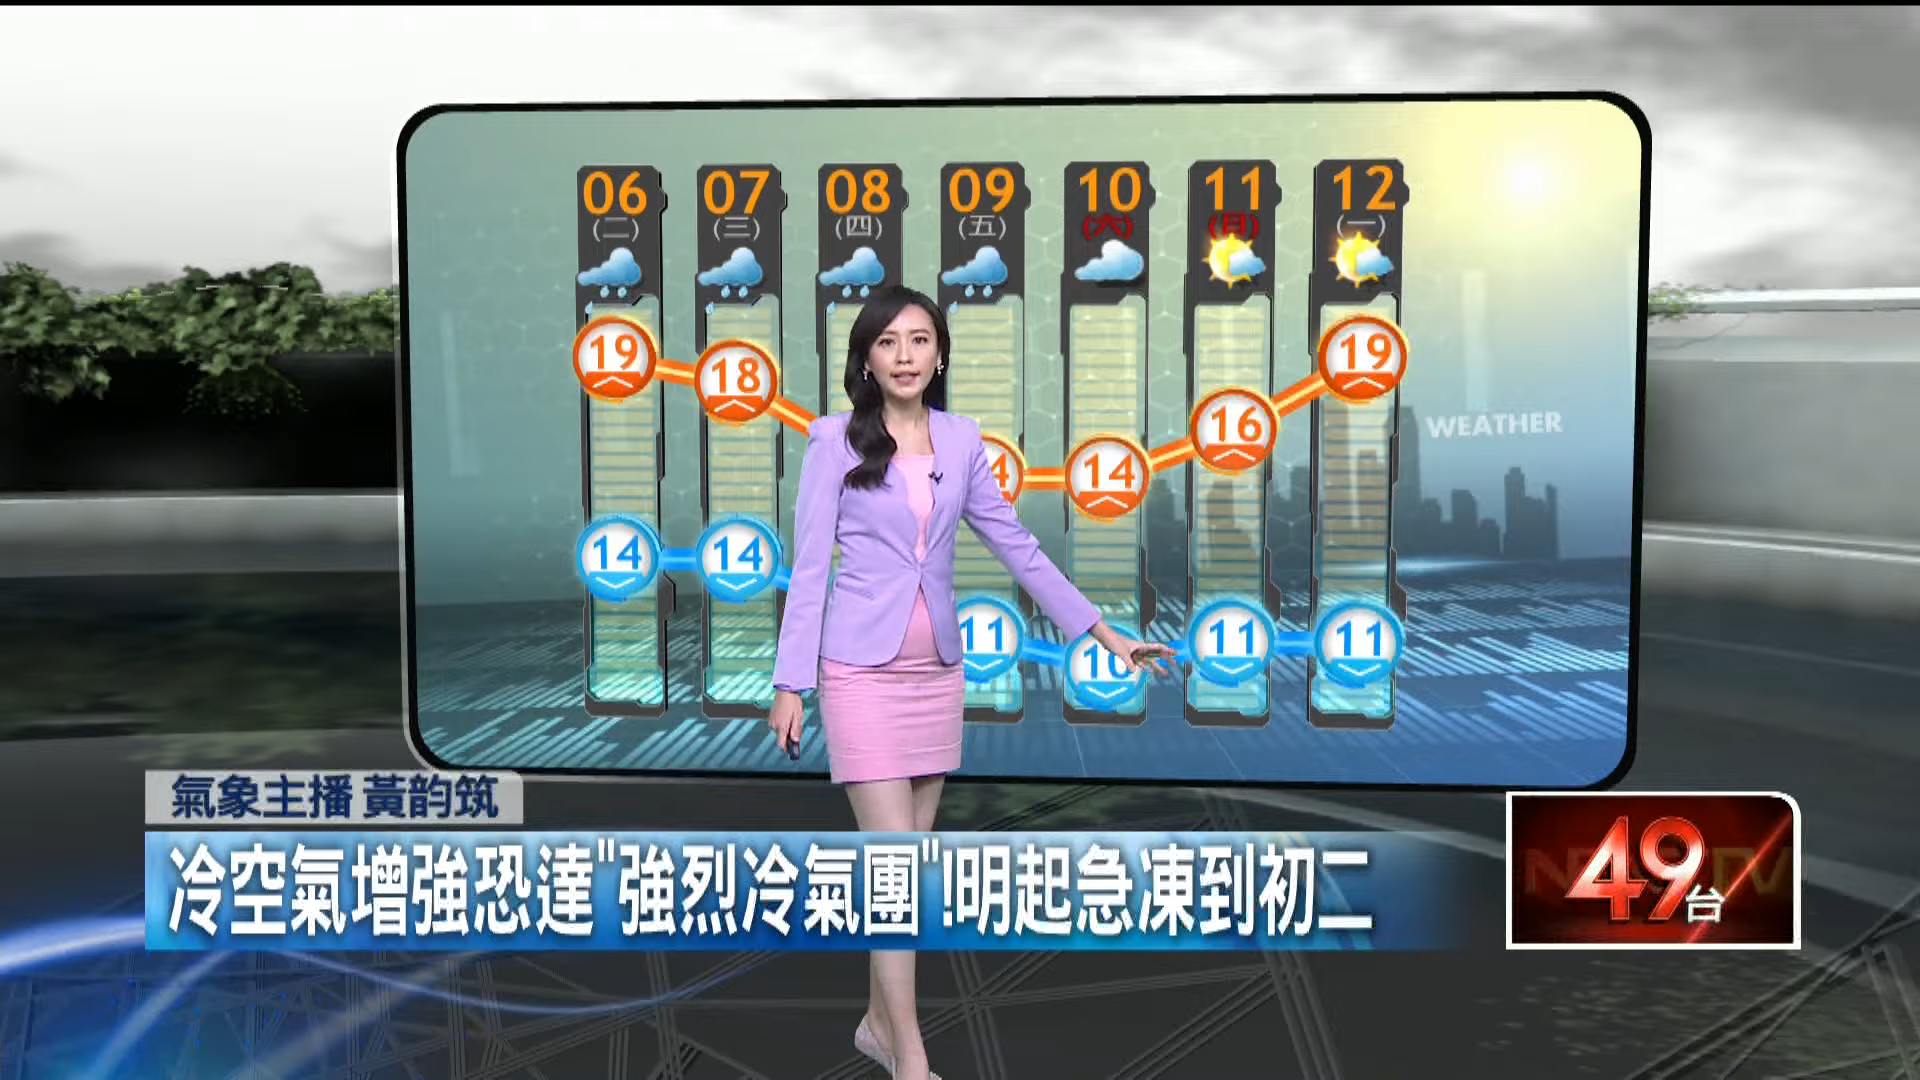 06 07 08 09 10 11 12
(二) (三) (四) (五) (六) (日) (一)
19 18 14 16 19
14 14 11 10 11 11
WEATHER
氣象主播 黃韵筑
冷空氣增強恐達"強烈冷氣團"!明起急凍到初二
49台